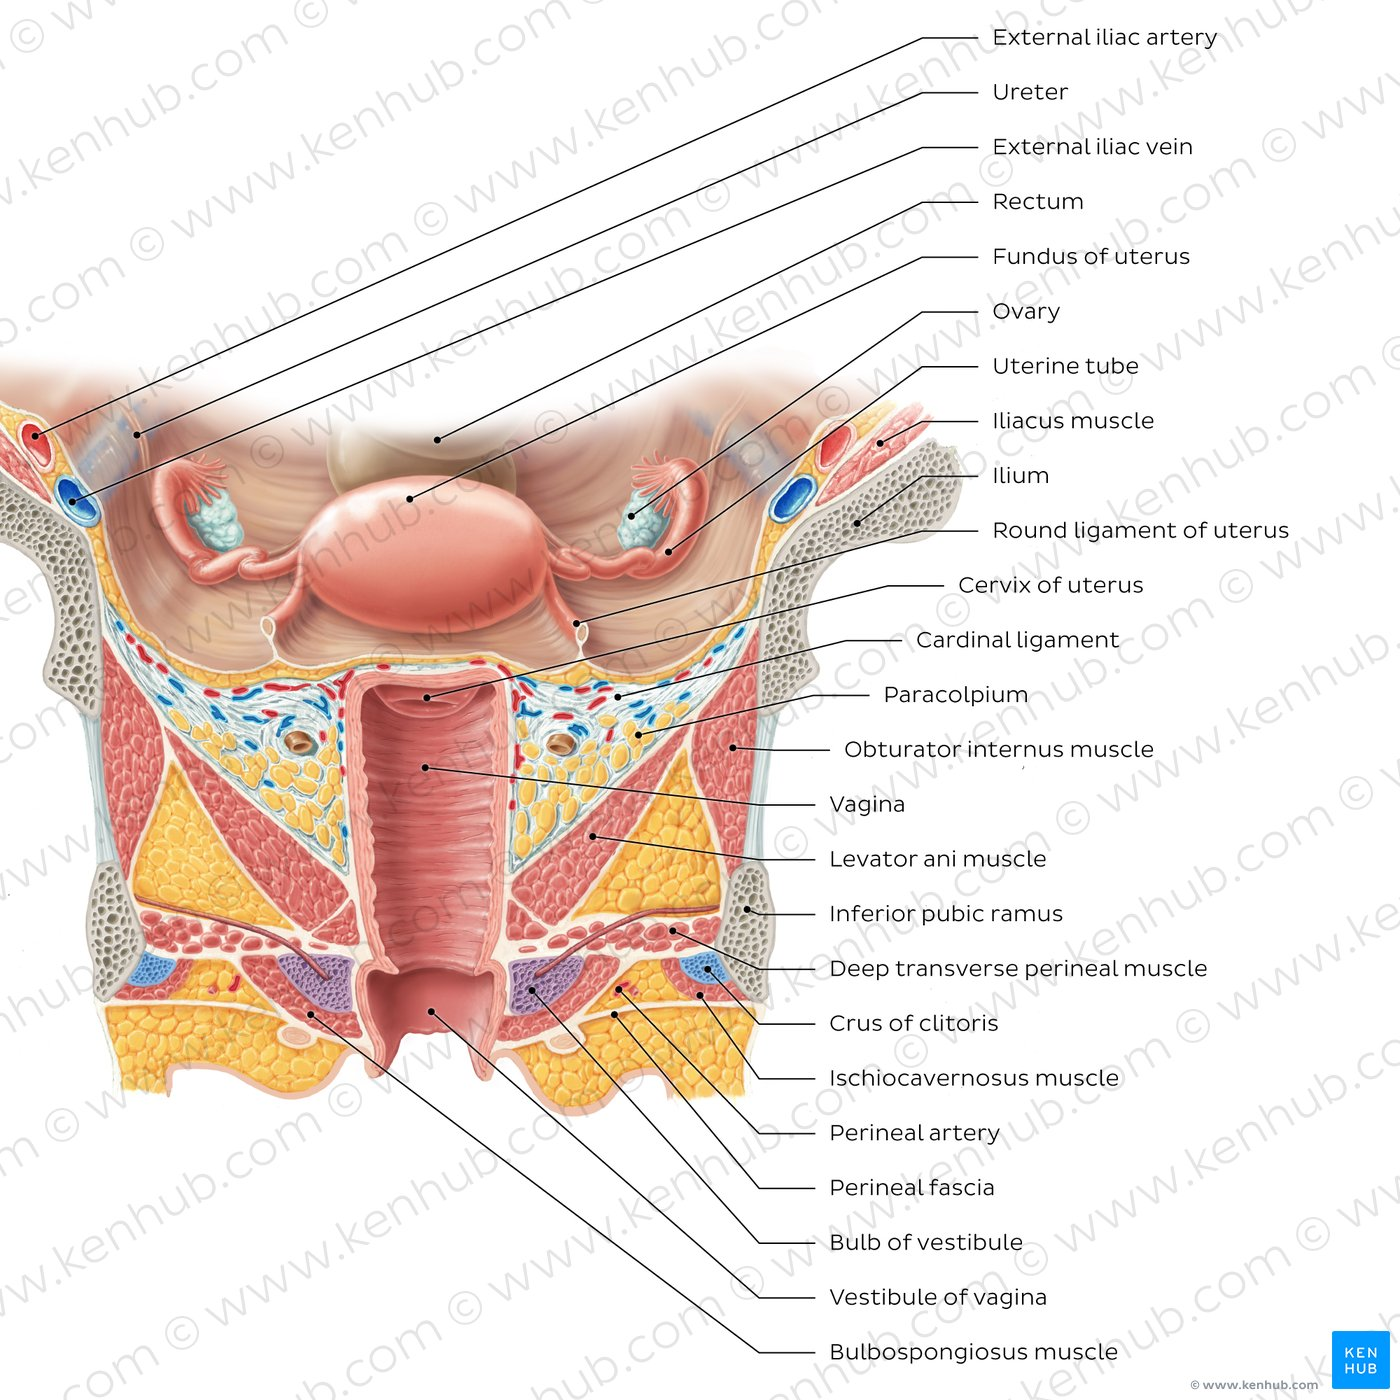 External iliac artery
Ureter
External iliac vein
Rectum
Fundus of uterus
Ovary
Uterine tube
Iliacus muscle
Ilium
Round ligament of uterus
Cervix of uterus
Cardinal ligament
Paracolpium
Obturator internus muscle
Vagina
Levator ani muscle
Inferior pubic ramus
Deep transverse perineal muscle
Crus of clitoris
Ischiocavernosus muscle
Perineal artery
Perineal fascia
Bulb of vestibule
Vestibule of vagina
Bulbospongiosus muscle
KEN
HUB
© www.kenhub.com